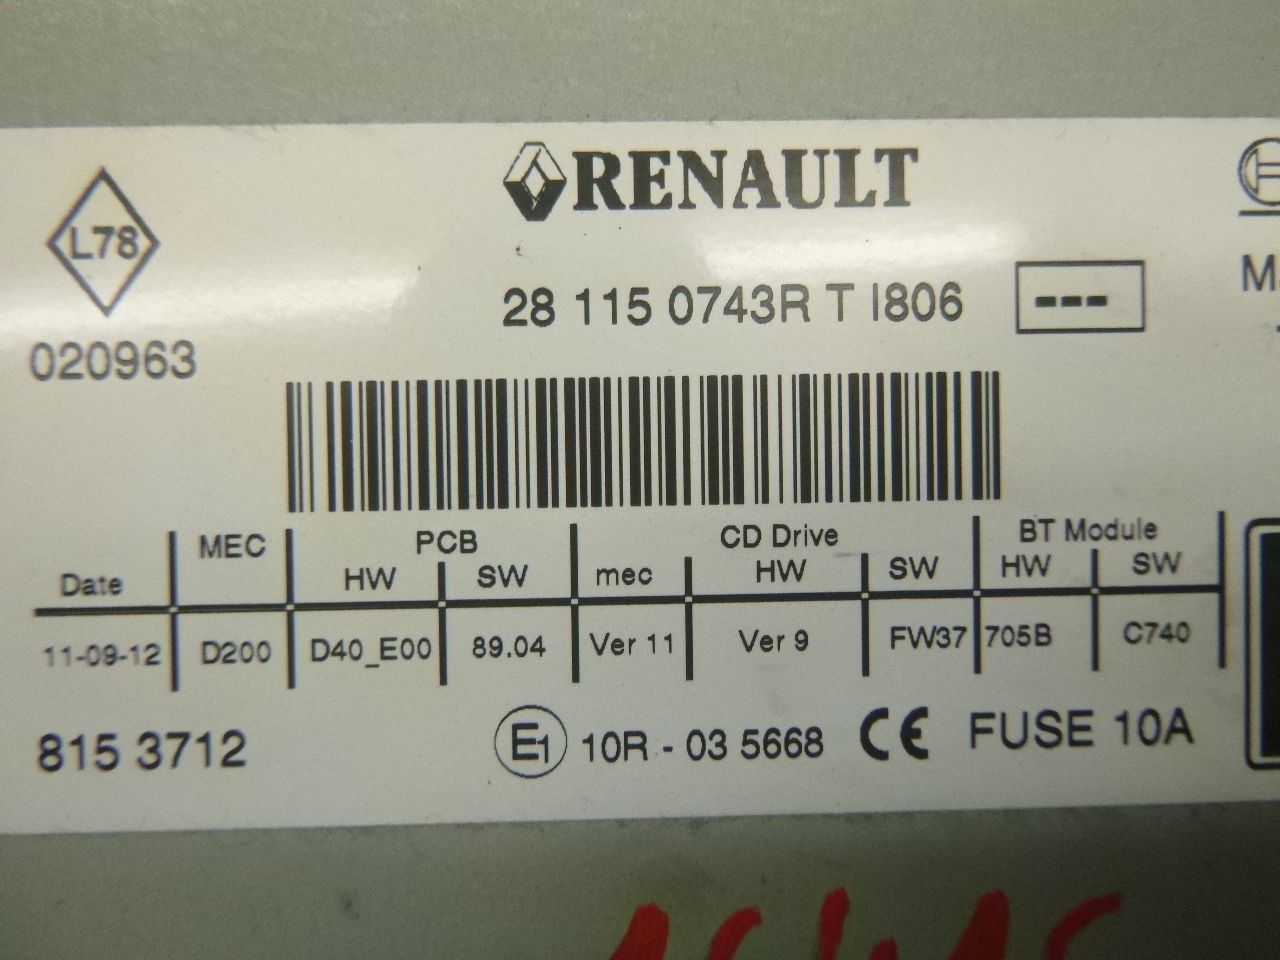 RENAULT
L78
28 115 0743R T I806 ---
M
020963
MEC PCB CD Drive BT Module
Date HW SW mec HW SW HW SW
11-09-12 D200 D40_E00 89.04 Ver 11 Ver 9 FW37 705B C740
815 3712 E1 10R - 03 5668 CE FUSE 10A